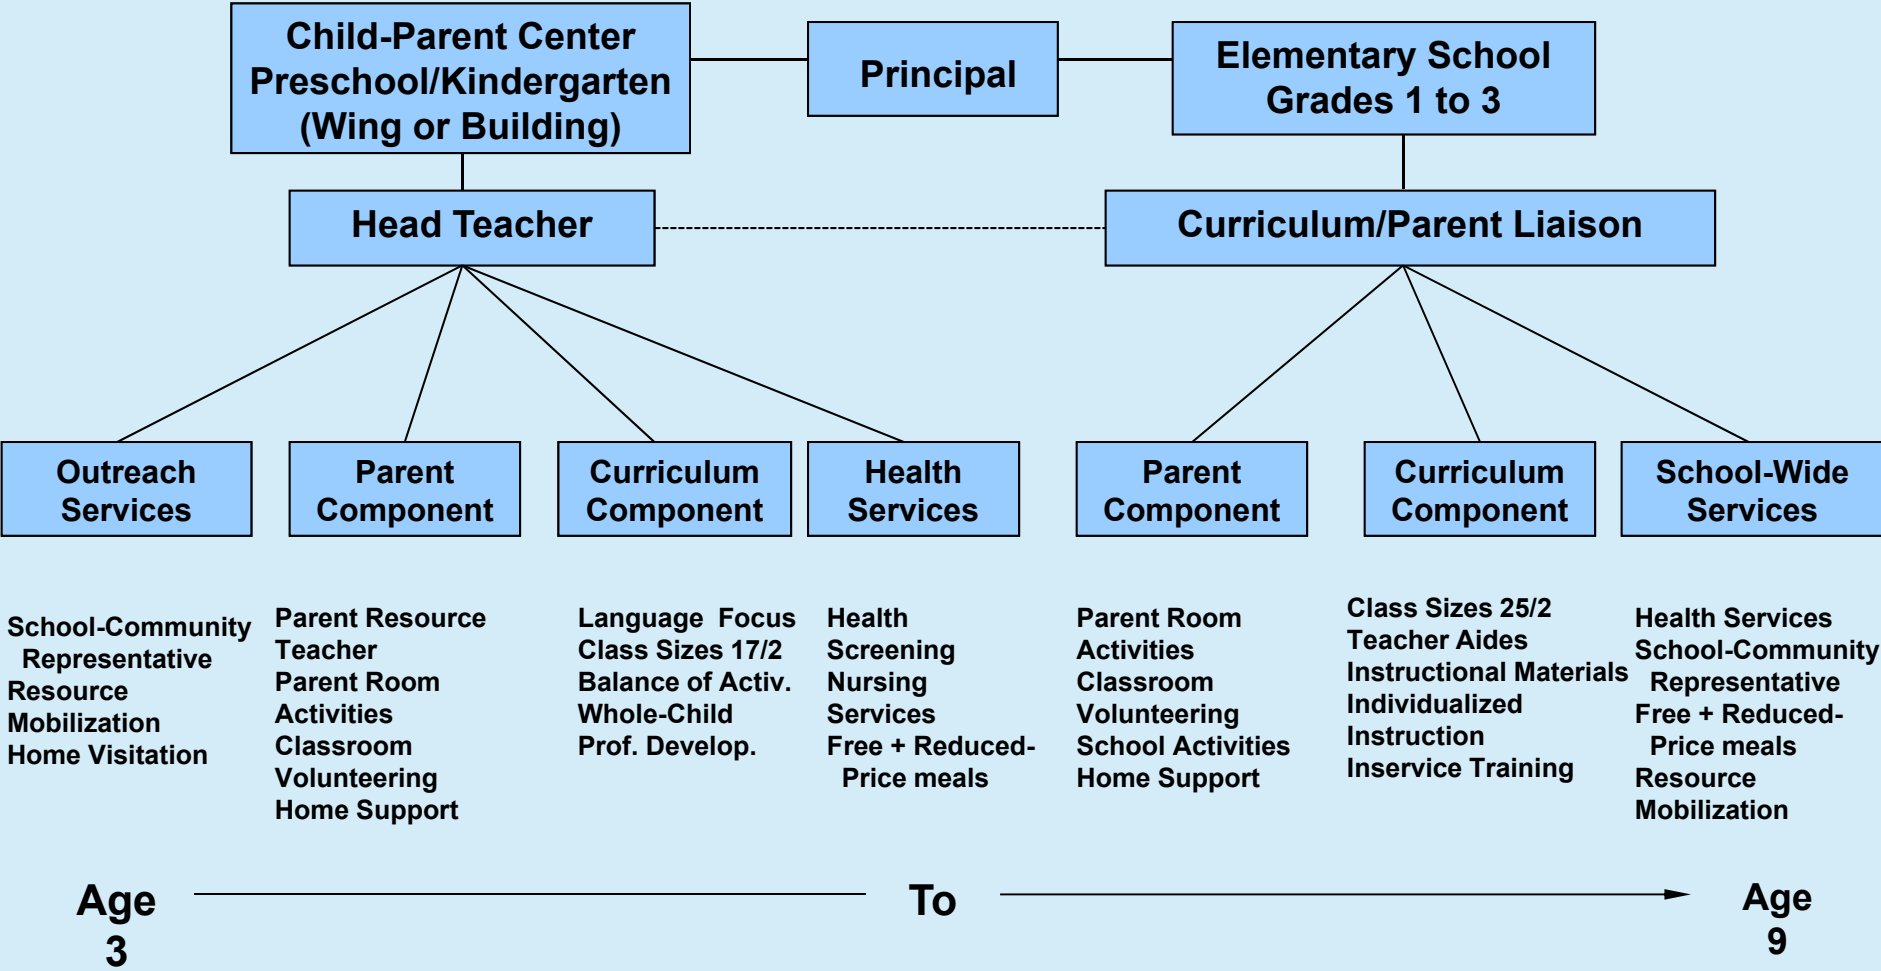 Child-Parent Center
Preschool/Kindergarten
(Wing or Building)
Principal
Elementary School
Grades 1 to 3
Head Teacher
Curriculum/Parent Liaison
Outreach
Services
Parent
Component
Curriculum
Component
Health
Services
Parent
Component
Curriculum
Component
School-Wide
Services
School-Community
Representative
Resource
Mobilization
Home Visitation
Parent Resource
Teacher
Parent Room
Activities
Classroom
Volunteering
Home Support
Language Focus
Class Sizes 17/2
Balance of Activ.
Whole-Child
Prof. Develop.
Health
Screening
Nursing
Services
Free + Reduced-
Price meals
Parent Room
Activities
Classroom
Volunteering
School Activities
Home Support
Class Sizes 25/2
Teacher Aides
Instructional Materials
Individualized
Instruction
Inservice Training
Health Services
School-Community
Representative
Free + Reduced-
Price meals
Resource
Mobilization
Age
3
To
Age
9